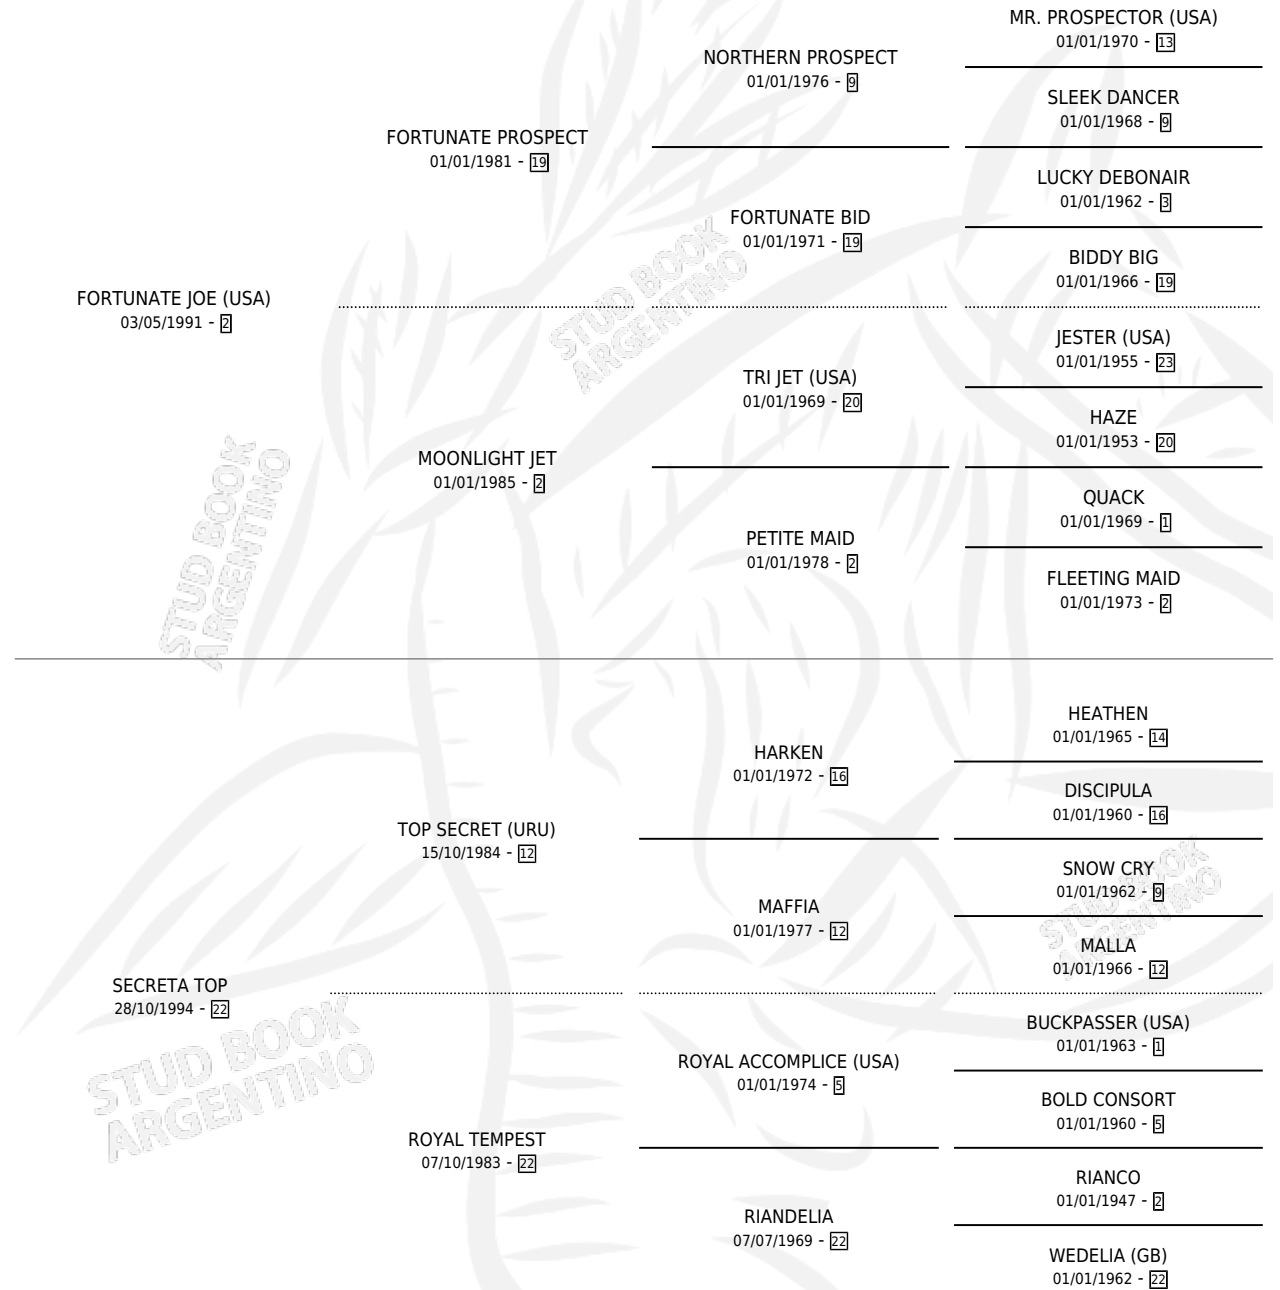 MR. PROSPECTOR (USA)
01/01/1970 - 13
NORTHERN PROSPECT
01/01/1976 - 9
SLEEK DANCER
01/01/1968 - 9
FORTUNATE PROSPECT
01/01/1981 - 19
LUCKY DEBONAIR
01/01/1962 - 3
FORTUNATE BID
01/01/1971 - 19
BIDDY BIG
01/01/1966 - 19
FORTUNATE JOE (USA)
03/05/1991 - 2
STUD BOOK
ARGENTINO
JESTER (USA)
01/01/1955 - 23
TRI JET (USA)
01/01/1969 - 20
HAZE
01/01/1953 - 20
MOONLIGHT JET
01/01/1985 - 2
QUACK
01/01/1969 - 1
PETITE MAID
01/01/1978 - 2
FLEETING MAID
01/01/1973 - 2
STUD BOOK
ARGENTINO
HEATHEN
01/01/1965 - 14
HARKEN
01/01/1972 - 16
DISCIPULA
01/01/1960 - 16
TOP SECRET (URU)
15/10/1984 - 12
SNOW CRY
01/01/1962 - 9
MAFFIA
01/01/1977 - 12
MALLA
01/01/1966 - 12
STUD BOOK
ARGENTINO
SECRETA TOP
28/10/1994 - 22
BUCKPASSER (USA)
01/01/1963 - 1
ROYAL ACCOMPLICE (USA)
01/01/1974 - 5
BOLD CONSORT
01/01/1960 - 5
STUD BOOK
ARGENTINO
ROYAL TEMPEST
07/10/1983 - 22
RIANCO
01/01/1947 - 2
RIANDELIA
07/07/1969 - 22
WEDELIA (GB)
01/01/1962 - 22